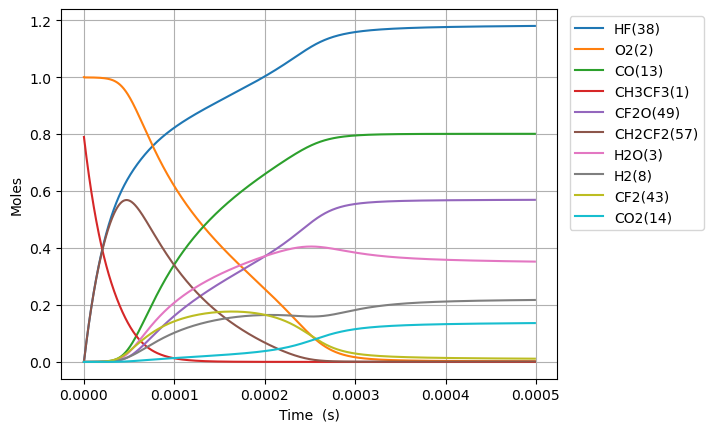 1.2
1.0
0.8
0.6
0.4
0.2
0.0
Moles
0.0000 0.0001 0.0002 0.0003 0.0004 0.0005
Time (s)
HF(38)
O2(2)
CO(13)
CH3CF3(1)
CF2O(49)
CH2CF2(57)
H2O(3)
H2(8)
CF2(43)
CO2(14)